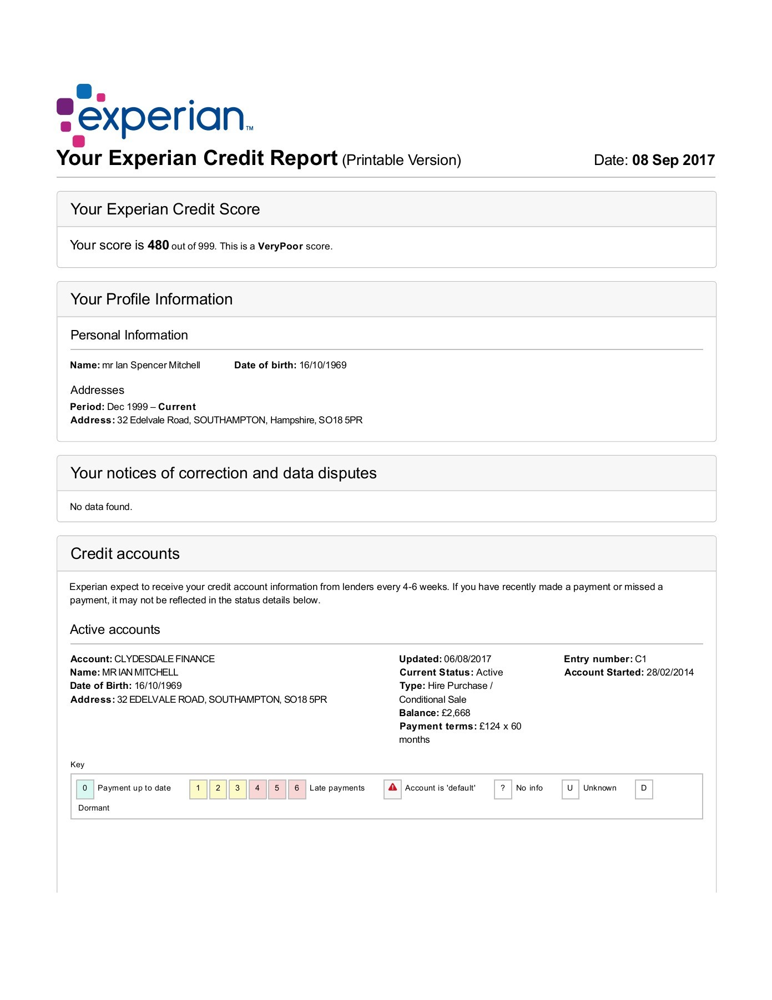 experian™
Your Experian Credit Report (Printable Version) Date: 08 Sep 2017
Your Experian Credit Score
Your score is 480 out of 999. This is a VeryPoor score.
Your Profile Information
Personal Information
Name: mr Ian Spencer Mitchell Date of birth: 16/10/1969
Addresses
Period: Dec 1999 – Current
Address: 32 Edelvale Road, SOUTHAMPTON, Hampshire, SO18 5PR
Your notices of correction and data disputes
No data found.
Credit accounts
Experian expect to receive your credit account information from lenders every 4-6 weeks. If you have recently made a payment or missed a
payment, it may not be reflected in the status details below.
Active accounts
Account: CLYDESDALE FINANCE
Name: MR IAN MITCHELL
Date of Birth: 16/10/1969
Address: 32 EDELVALE ROAD, SOUTHAMPTON, SO18 5PR
Updated: 06/08/2017
Current Status: Active
Type: Hire Purchase /
Conditional Sale
Balance: £2,668
Payment terms: £124 x 60
months
Entry number: C1
Account Started: 28/02/2014
Key
0 Payment up to date 1 2 3 4 5 6 Late payments Account is 'default' ? No info U Unknown D
Dormant